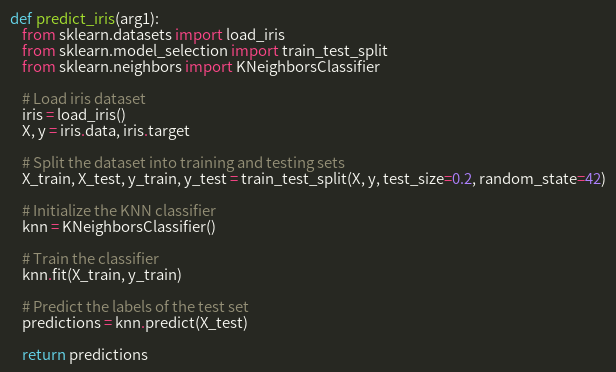 def predict_iris(arg1):
    from sklearn.datasets import load_iris
    from sklearn.model_selection import train_test_split
    from sklearn.neighbors import KNeighborsClassifier

    # Load iris dataset
    iris = load_iris()
    X, y = iris.data, iris.target

    # Split the dataset into training and testing sets
    X_train, X_test, y_train, y_test = train_test_split(X, y, test_size=0.2, random_state=42)

    # Initialize the KNN classifier
    knn = KNeighborsClassifier()

    # Train the classifier
    knn.fit(X_train, y_train)

    # Predict the labels of the test set
    predictions = knn.predict(X_test)

    return predictions